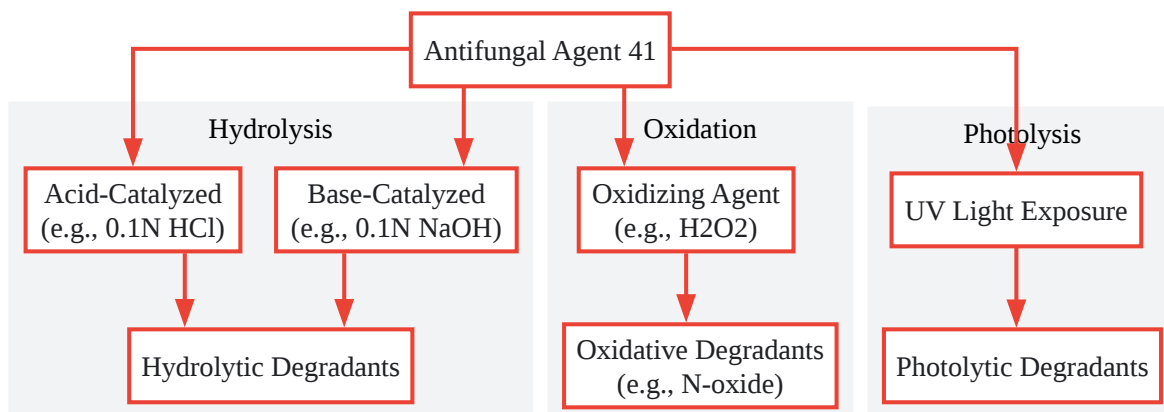 Antifungal Agent 41
Hydrolysis
Oxidation
Photolysis
Acid-Catalyzed
(e.g., 0.1N HCl)
Base-Catalyzed
(e.g., 0.1N NaOH)
Oxidizing Agent
(e.g., H2O2)
UV Light Exposure
Hydrolytic Degradants
Oxidative Degradants
(e.g., N-oxide)
Photolytic Degradants